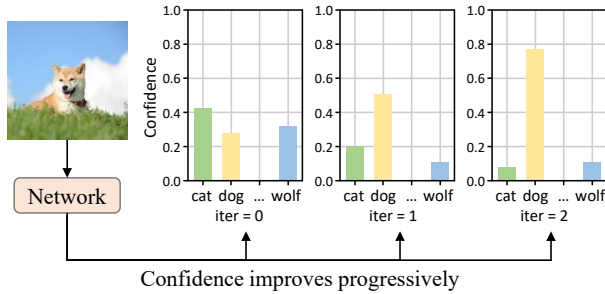 Confidence
1.0
0.8
0.6
0.4
0.2
0.0
cat dog ... wolf
iter = 0
1.0
0.8
0.6
0.4
0.2
0.0
cat dog ... wolf
iter = 1
1.0
0.8
0.6
0.4
0.2
0.0
cat dog ... wolf
iter = 2
Network
Confidence improves progressively